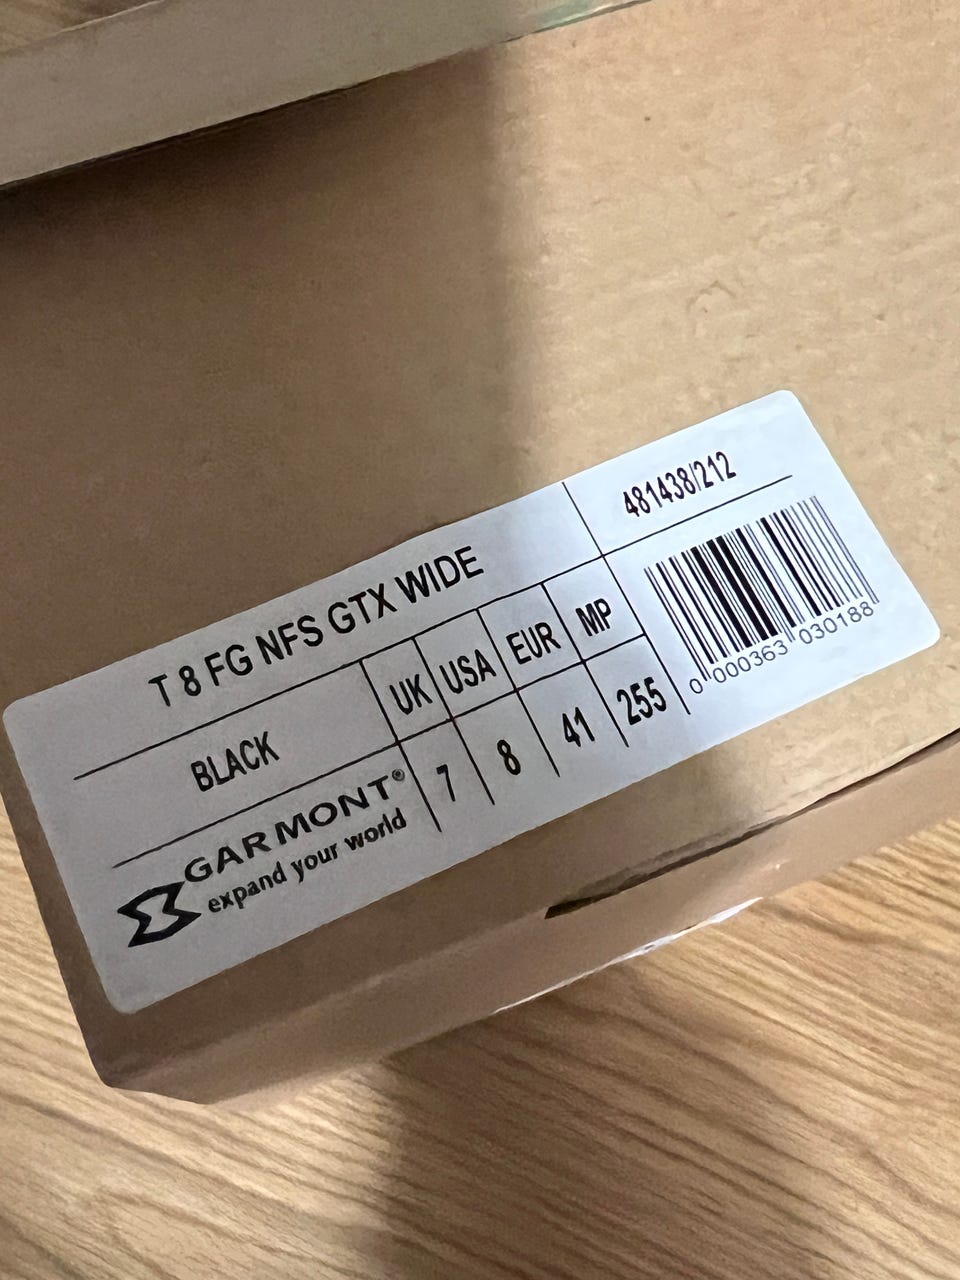 T 8 FG NFS GTX WIDE
481438/212
BLACK
UK USA EUR MP
7 8 41 255
GARMONT®
expand your world
0 000363 030188